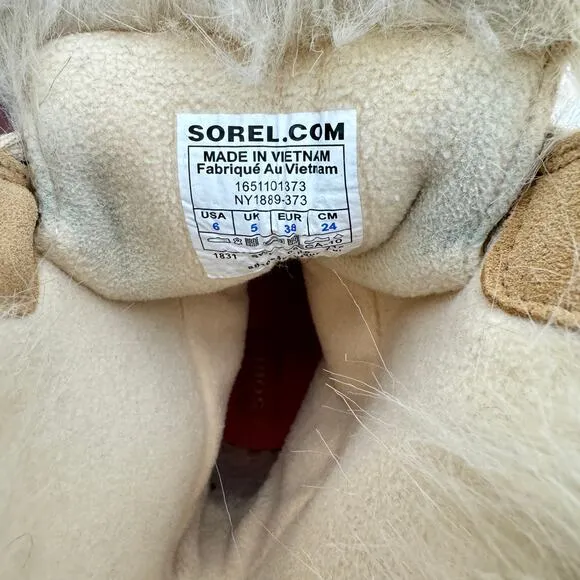 SOREL.COM
MADE IN VIETNAM
Fabriqué Au Vietnam
1651101373
NY1889-373
USA UK EUR CM
6 5 38 24
1831